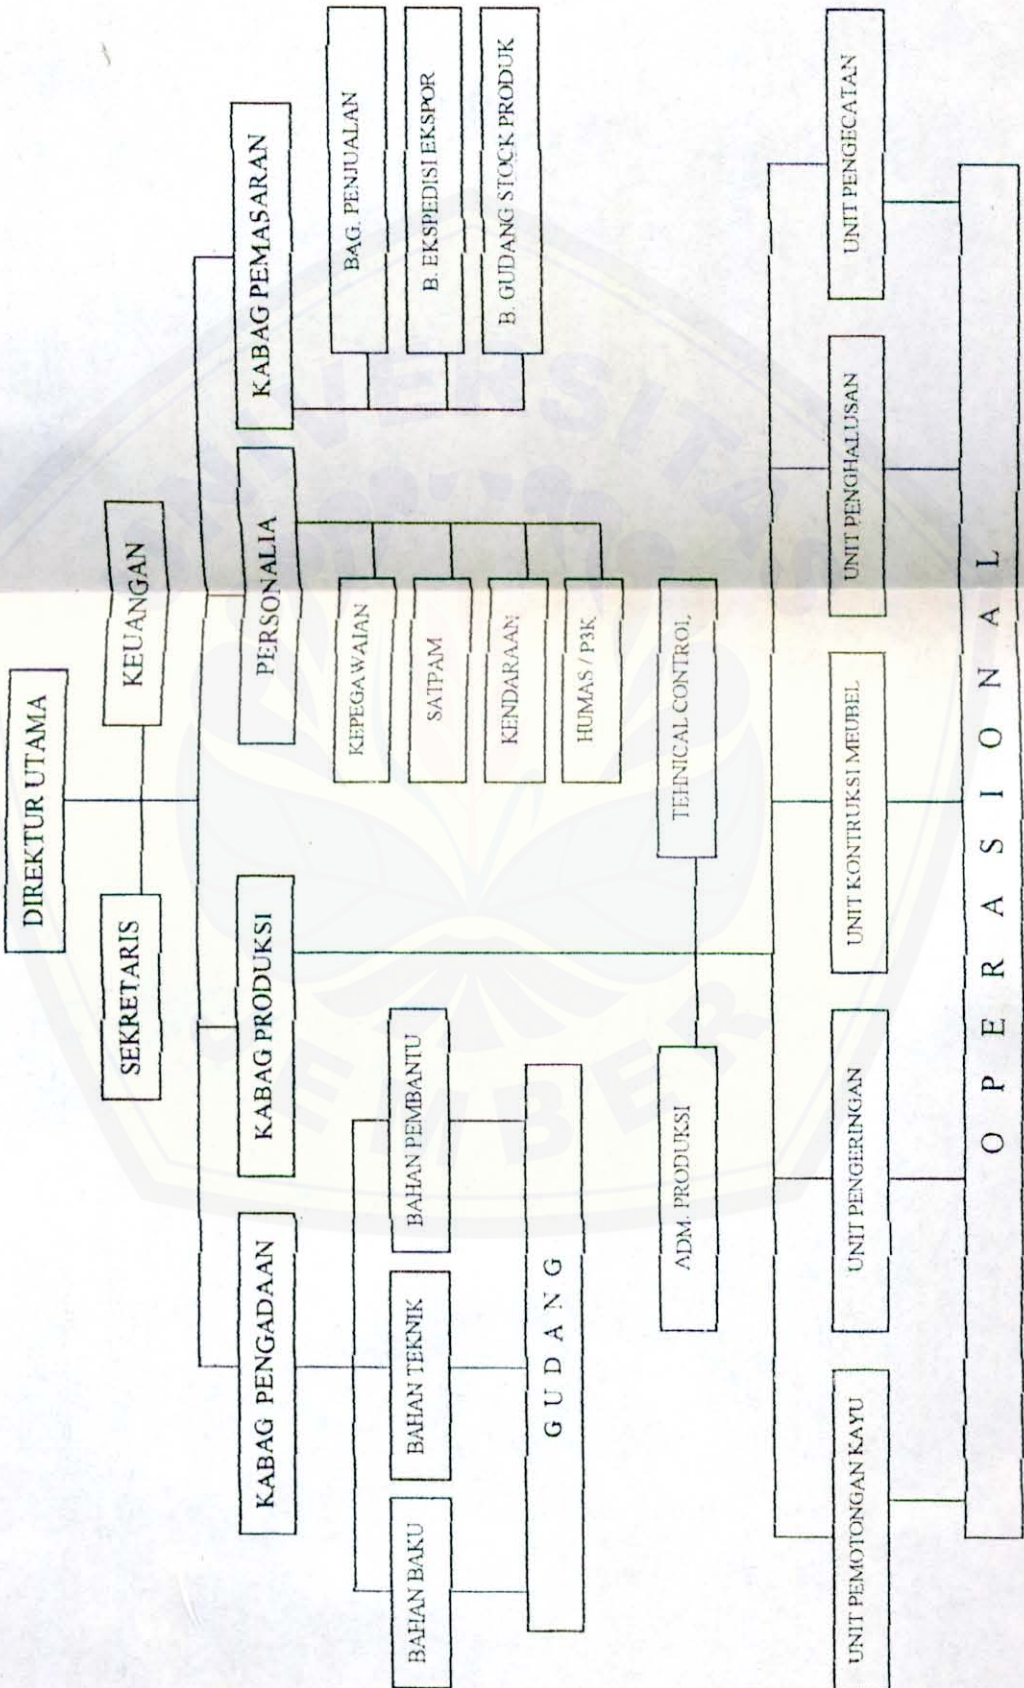 DIREKTUR UTAMA
SEKRETARIS
KEUANGAN
KABAG PENGADAAN
KABAG PRODUKSI
PERSONALIA
KABAG PEMASARAN
BAHAN BAKU
BAHAN TEKNIK
BAHAN PEMBANTU
G U D A N G
KEPEGAWAIAN
SATPAM
KENDARAAN
HUMAS / P3K
BAG. PENJUALAN
B. EKSPEDISI EKSPOR
B. GUDANG STOCK PRODUK
ADM. PRODUKSI
TEHNICAL CONTROL
UNIT PEMOTONGAN KAYU
UNIT PENGERINGAN
UNIT KONTRUKSI MEUBEL
UNIT PENGHALUSAN
UNIT PENGECATAN
O P E R A S I O N A L
UNIVERSITAS
JEMBER